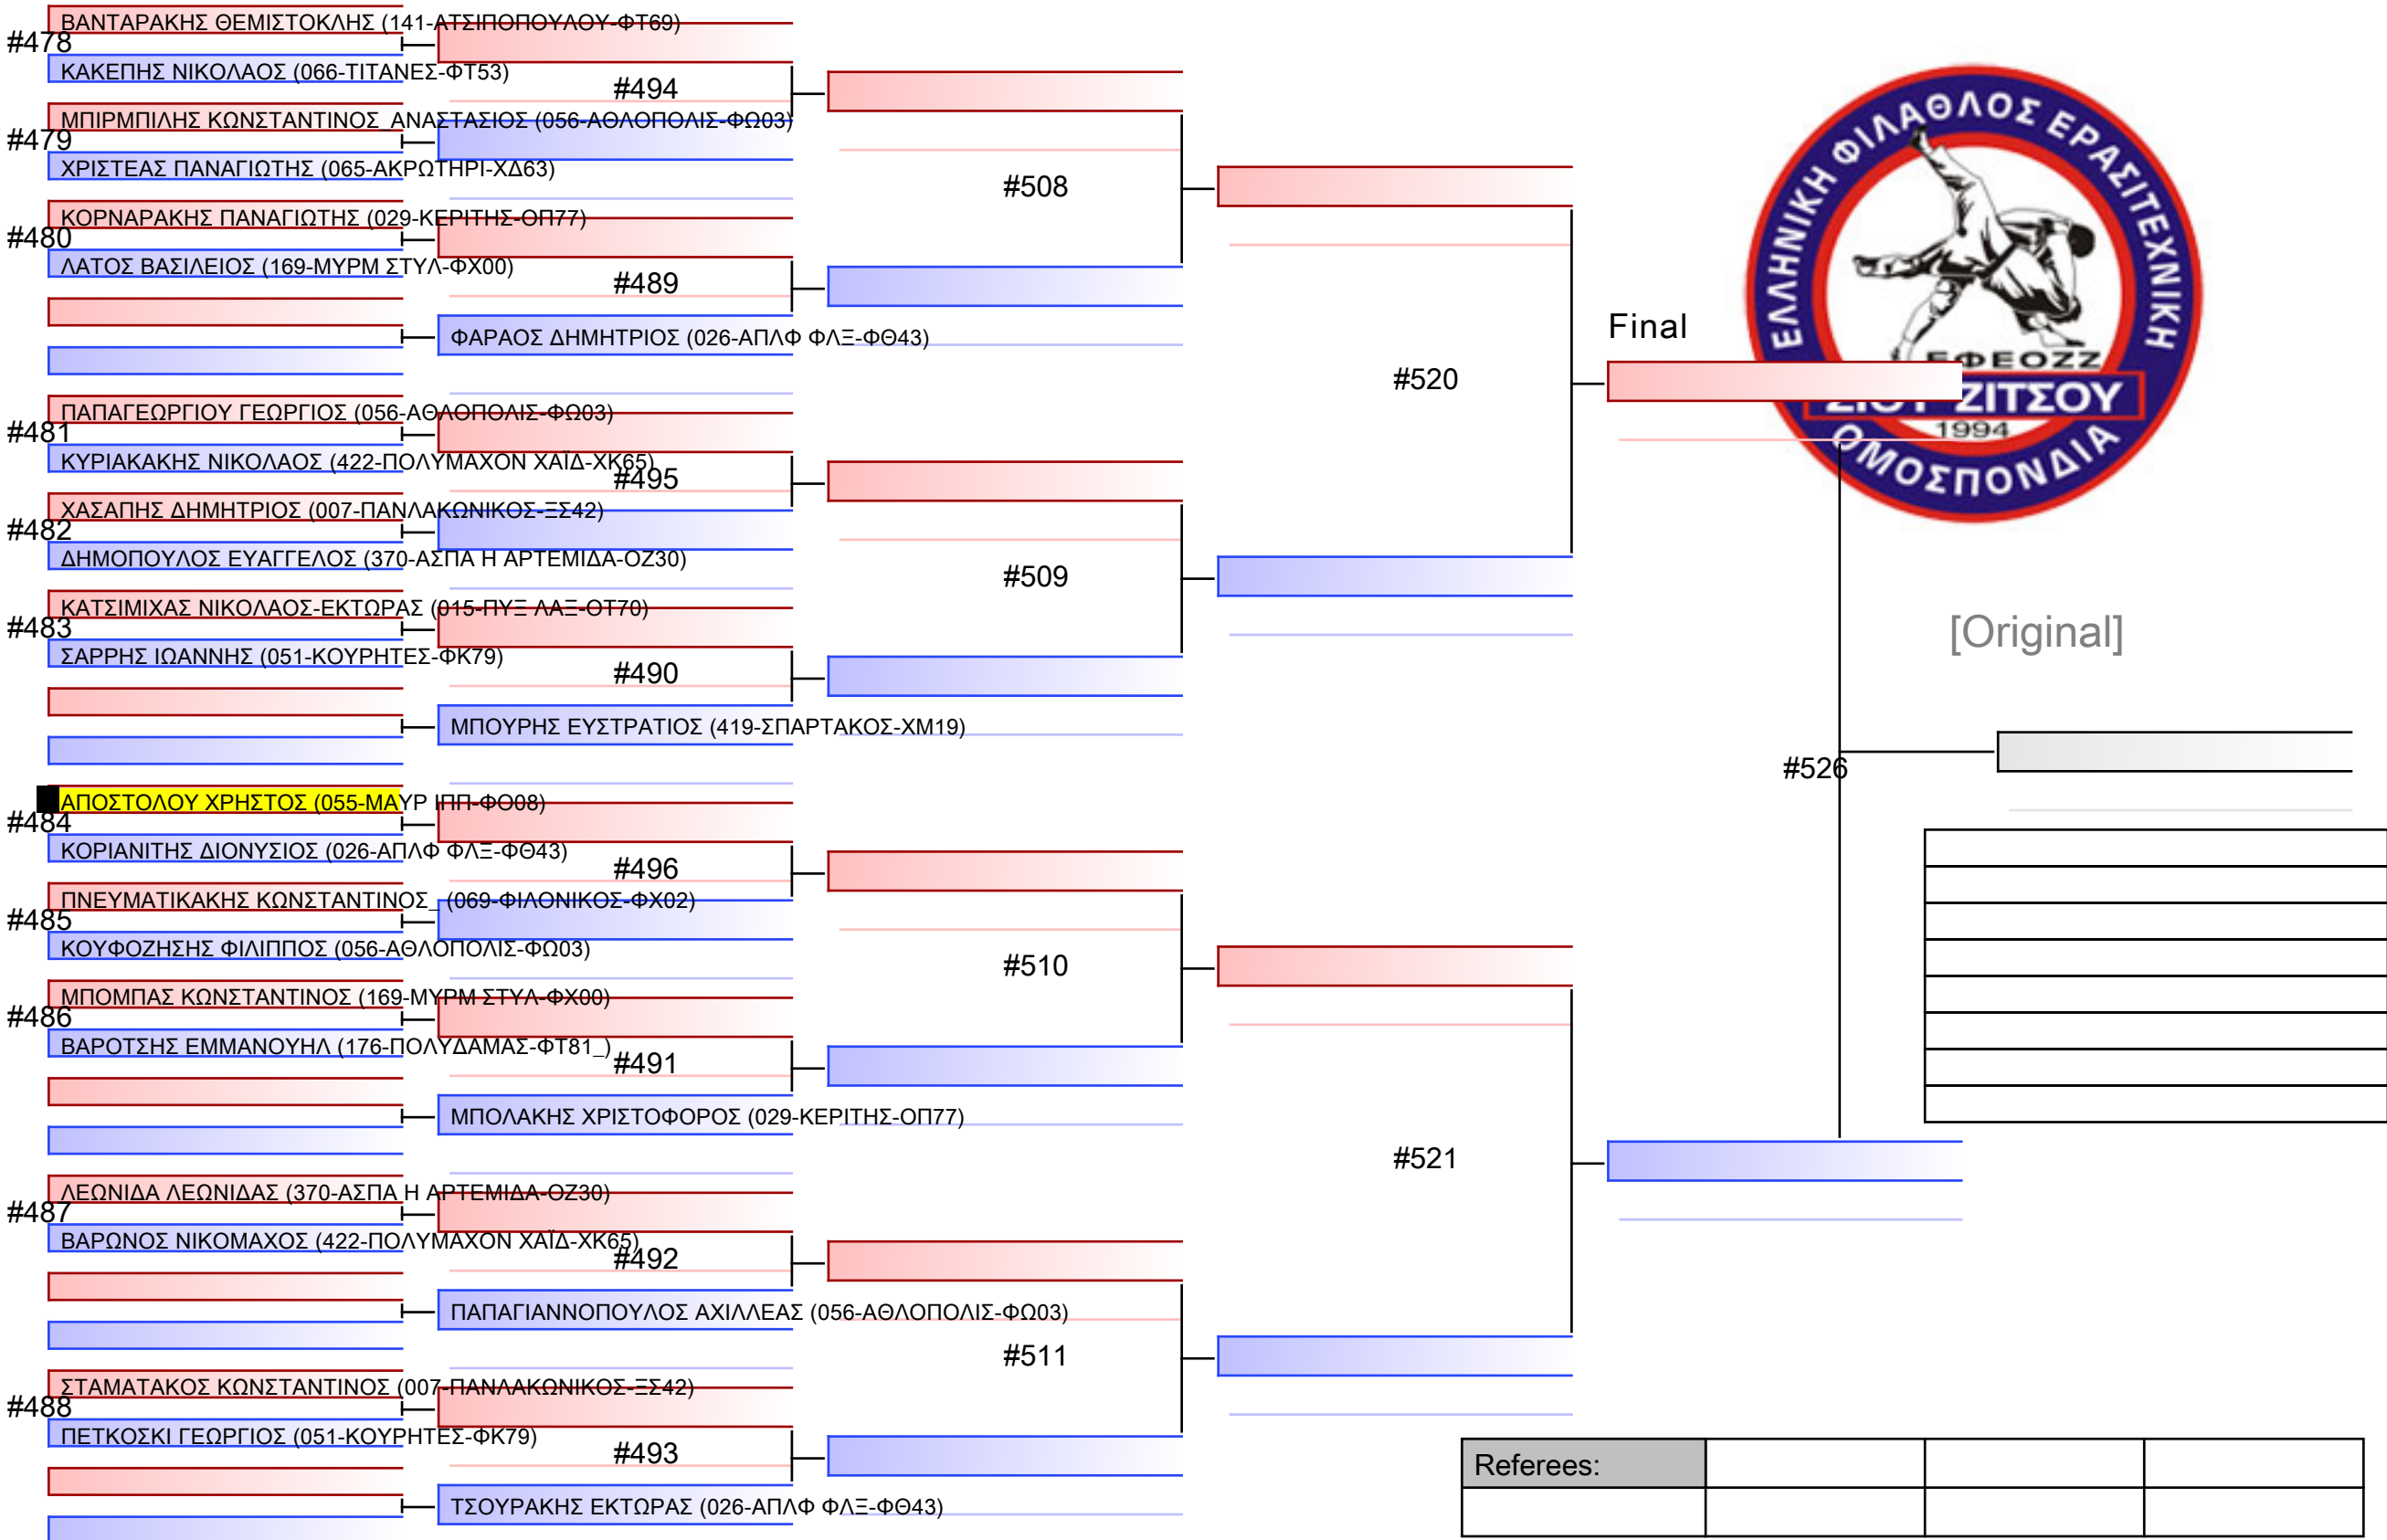 ΒΑΝΤΑΡΑΚΗΣ ΘΕΜΙΣΤΟΚΛΗΣ (141-ΑΤΣΙΠΟΠΟΥΛΟΥ-ΦΤ69)
#478
ΚΑΚΕΠΗΣ ΝΙΚΟΛΑΟΣ (066-ΤΙΤΑΝΕΣ-ΦΤ53)
#494
ΜΠΙΡΜΠΙΛΗΣ ΚΩΝΣΤΑΝΤΙΝΟΣ_ΑΝΑΣΤΑΣΙΟΣ (056-ΑΘΛΟΠΟΛΙΣ-ΦΩ03)
#479
ΧΡΙΣΤΕΑΣ ΠΑΝΑΓΙΩΤΗΣ (065-ΑΚΡΩΤΗΡΙ-ΧΔ63)
#508
ΚΟΡΝΑΡΑΚΗΣ ΠΑΝΑΓΙΩΤΗΣ (029-ΚΕΡΙΤΗΣ-ΟΠ77)
#480
ΛΑΤΟΣ ΒΑΣΙΛΕΙΟΣ (169-ΜΥΡΜ ΣΤΥΛ-ΦΧ00)
#489
ΦΑΡΑΟΣ ΔΗΜΗΤΡΙΟΣ (026-ΑΠΛΦ ΦΛΞ-ΦΘ43)
ΕΛΛΗΝΙΚΗ ΦΙΛΑΘΛΟΣ ΕΡΑΣΙΤΕΧΝΙΚΗ
ΕΦΕΟΖΖ
ΖΙΟΥ ΖΙΤΣΟΥ
1994
ΟΜΟΣΠΟΝΔΙΑ
Final
#520
ΠΑΠΑΓΕΩΡΓΙΟΥ ΓΕΩΡΓΙΟΣ (056-ΑΘΛΟΠΟΛΙΣ-ΦΩ03)
#481
ΚΥΡΙΑΚΑΚΗΣ ΝΙΚΟΛΑΟΣ (422-ΠΟΛΥΜΑΧΟΝ ΧΑΪΔ-ΧΚ65)
#495
ΧΑΣΑΠΗΣ ΔΗΜΗΤΡΙΟΣ (007-ΠΑΝΛΑΚΩΝΙΚΟΣ-ΞΣ42)
#482
ΔΗΜΟΠΟΥΛΟΣ ΕΥΑΓΓΕΛΟΣ (370-ΑΣΠΑ Η ΑΡΤΕΜΙΔΑ-ΟΖ30)
#509
ΚΑΤΣΙΜΙΧΑΣ ΝΙΚΟΛΑΟΣ-ΕΚΤΩΡΑΣ (015-ΠΥΞ ΛΑΞ-ΟΤ70)
#483
ΣΑΡΡΗΣ ΙΩΑΝΝΗΣ (051-ΚΟΥΡΗΤΕΣ-ΦΚ79)
[Original]
#490
ΜΠΟΥΡΗΣ ΕΥΣΤΡΑΤΙΟΣ (419-ΣΠΑΡΤΑΚΟΣ-ΧΜ19)
#526
ΑΠΟΣΤΟΛΟΥ ΧΡΗΣΤΟΣ (055-ΜΑΥΡ ΙΠΠ-ΦΟ08)
#484
ΚΟΡΙΑΝΙΤΗΣ ΔΙΟΝΥΣΙΟΣ (026-ΑΠΛΦ ΦΛΞ-ΦΘ43)
#496
ΠΝΕΥΜΑΤΙΚΑΚΗΣ ΚΩΝΣΤΑΝΤΙΝΟΣ_ (069-ΦΙΛΟΝΙΚΟΣ-ΦΧ02)
#485
ΚΟΥΦΟΖΗΣΗΣ ΦΙΛΙΠΠΟΣ (056-ΑΘΛΟΠΟΛΙΣ-ΦΩ03)
#510
ΜΠΟΜΠΑΣ ΚΩΝΣΤΑΝΤΙΝΟΣ (169-ΜΥΡΜ ΣΤΥΛ-ΦΧ00)
#486
ΒΑΡΟΤΣΗΣ ΕΜΜΑΝΟΥΗΛ (176-ΠΟΛΥΔΑΜΑΣ-ΦΤ81_)
#491
ΜΠΟΛΑΚΗΣ ΧΡΙΣΤΟΦΟΡΟΣ (029-ΚΕΡΙΤΗΣ-ΟΠ77)
#521
ΛΕΩΝΙΔΑ ΛΕΩΝΙΔΑΣ (370-ΑΣΠΑ Η ΑΡΤΕΜΙΔΑ-ΟΖ30)
#487
ΒΑΡΩΝΟΣ ΝΙΚΟΜΑΧΟΣ (422-ΠΟΛΥΜΑΧΟΝ ΧΑΪΔ-ΧΚ65)
#492
ΠΑΠΑΓΙΑΝΝΟΠΟΥΛΟΣ ΑΧΙΛΛΕΑΣ (056-ΑΘΛΟΠΟΛΙΣ-ΦΩ03)
#511
ΣΤΑΜΑΤΑΚΟΣ ΚΩΝΣΤΑΝΤΙΝΟΣ (007-ΠΑΝΛΑΚΩΝΙΚΟΣ-ΞΣ42)
#488
ΠΕΤΚΟΣΚΙ ΓΕΩΡΓΙΟΣ (051-ΚΟΥΡΗΤΕΣ-ΦΚ79)
#493
Referees:
ΤΣΟΥΡΑΚΗΣ ΕΚΤΩΡΑΣ (026-ΑΠΛΦ ΦΛΞ-ΦΘ43)